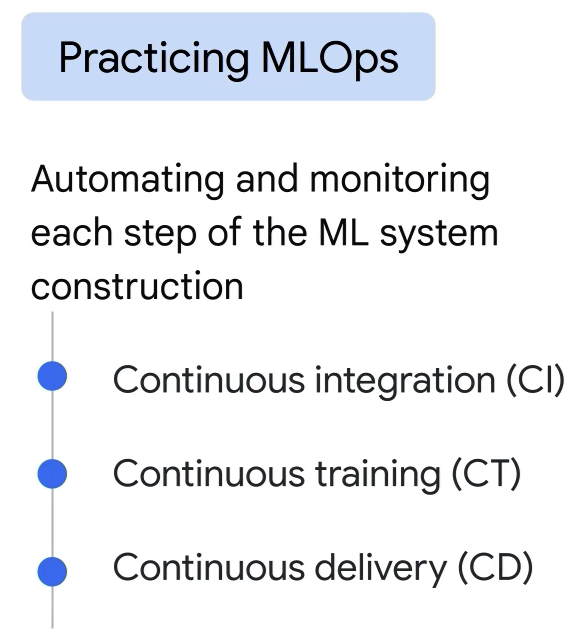 Practicing MLOps
Automating and monitoring
each step of the ML system
construction
Continuous integration (CI)
Continuous training (CT)
Continuous delivery (CD)